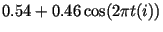 0.54 + 0.46 cos(2πt(i))